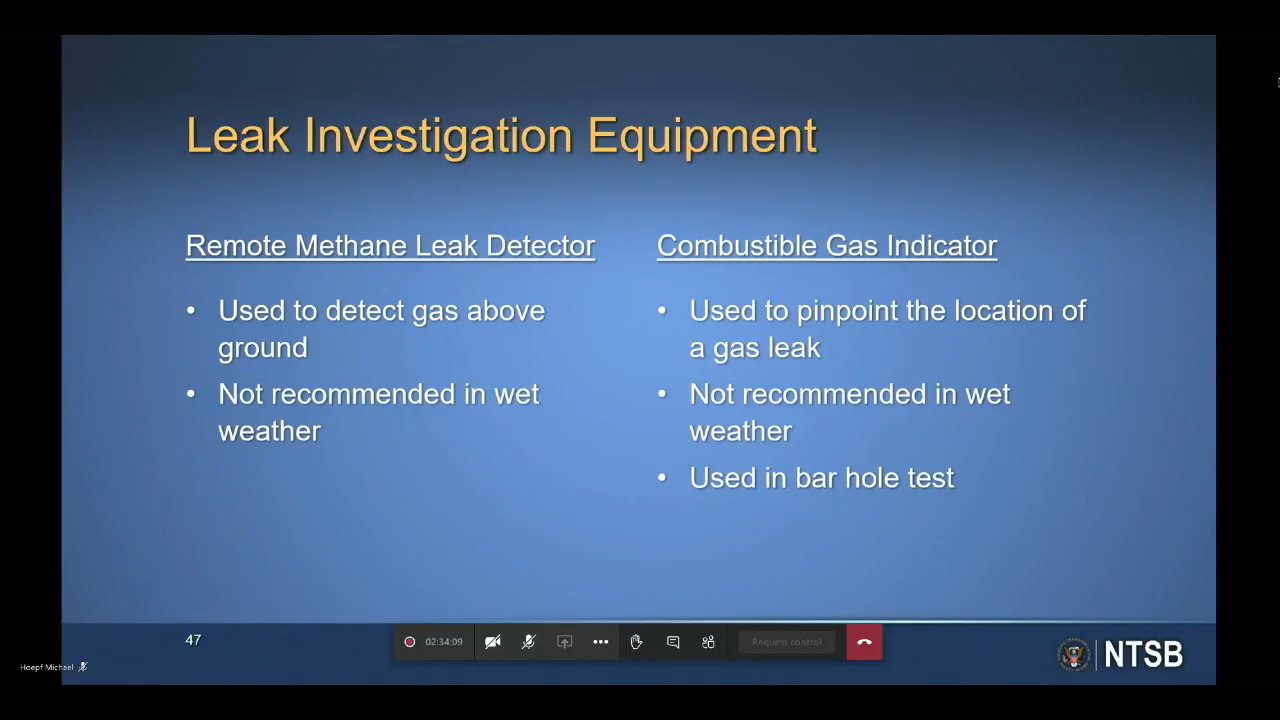 Leak Investigation Equipment
Remote Methane Leak Detector
• Used to detect gas above
ground
• Not recommended in wet
weather
Combustible Gas Indicator
• Used to pinpoint the location of
a gas leak
• Not recommended in wet
weather
• Used in bar hole test
47
02:34:09
Request control
NTSB
Hoepf Michael